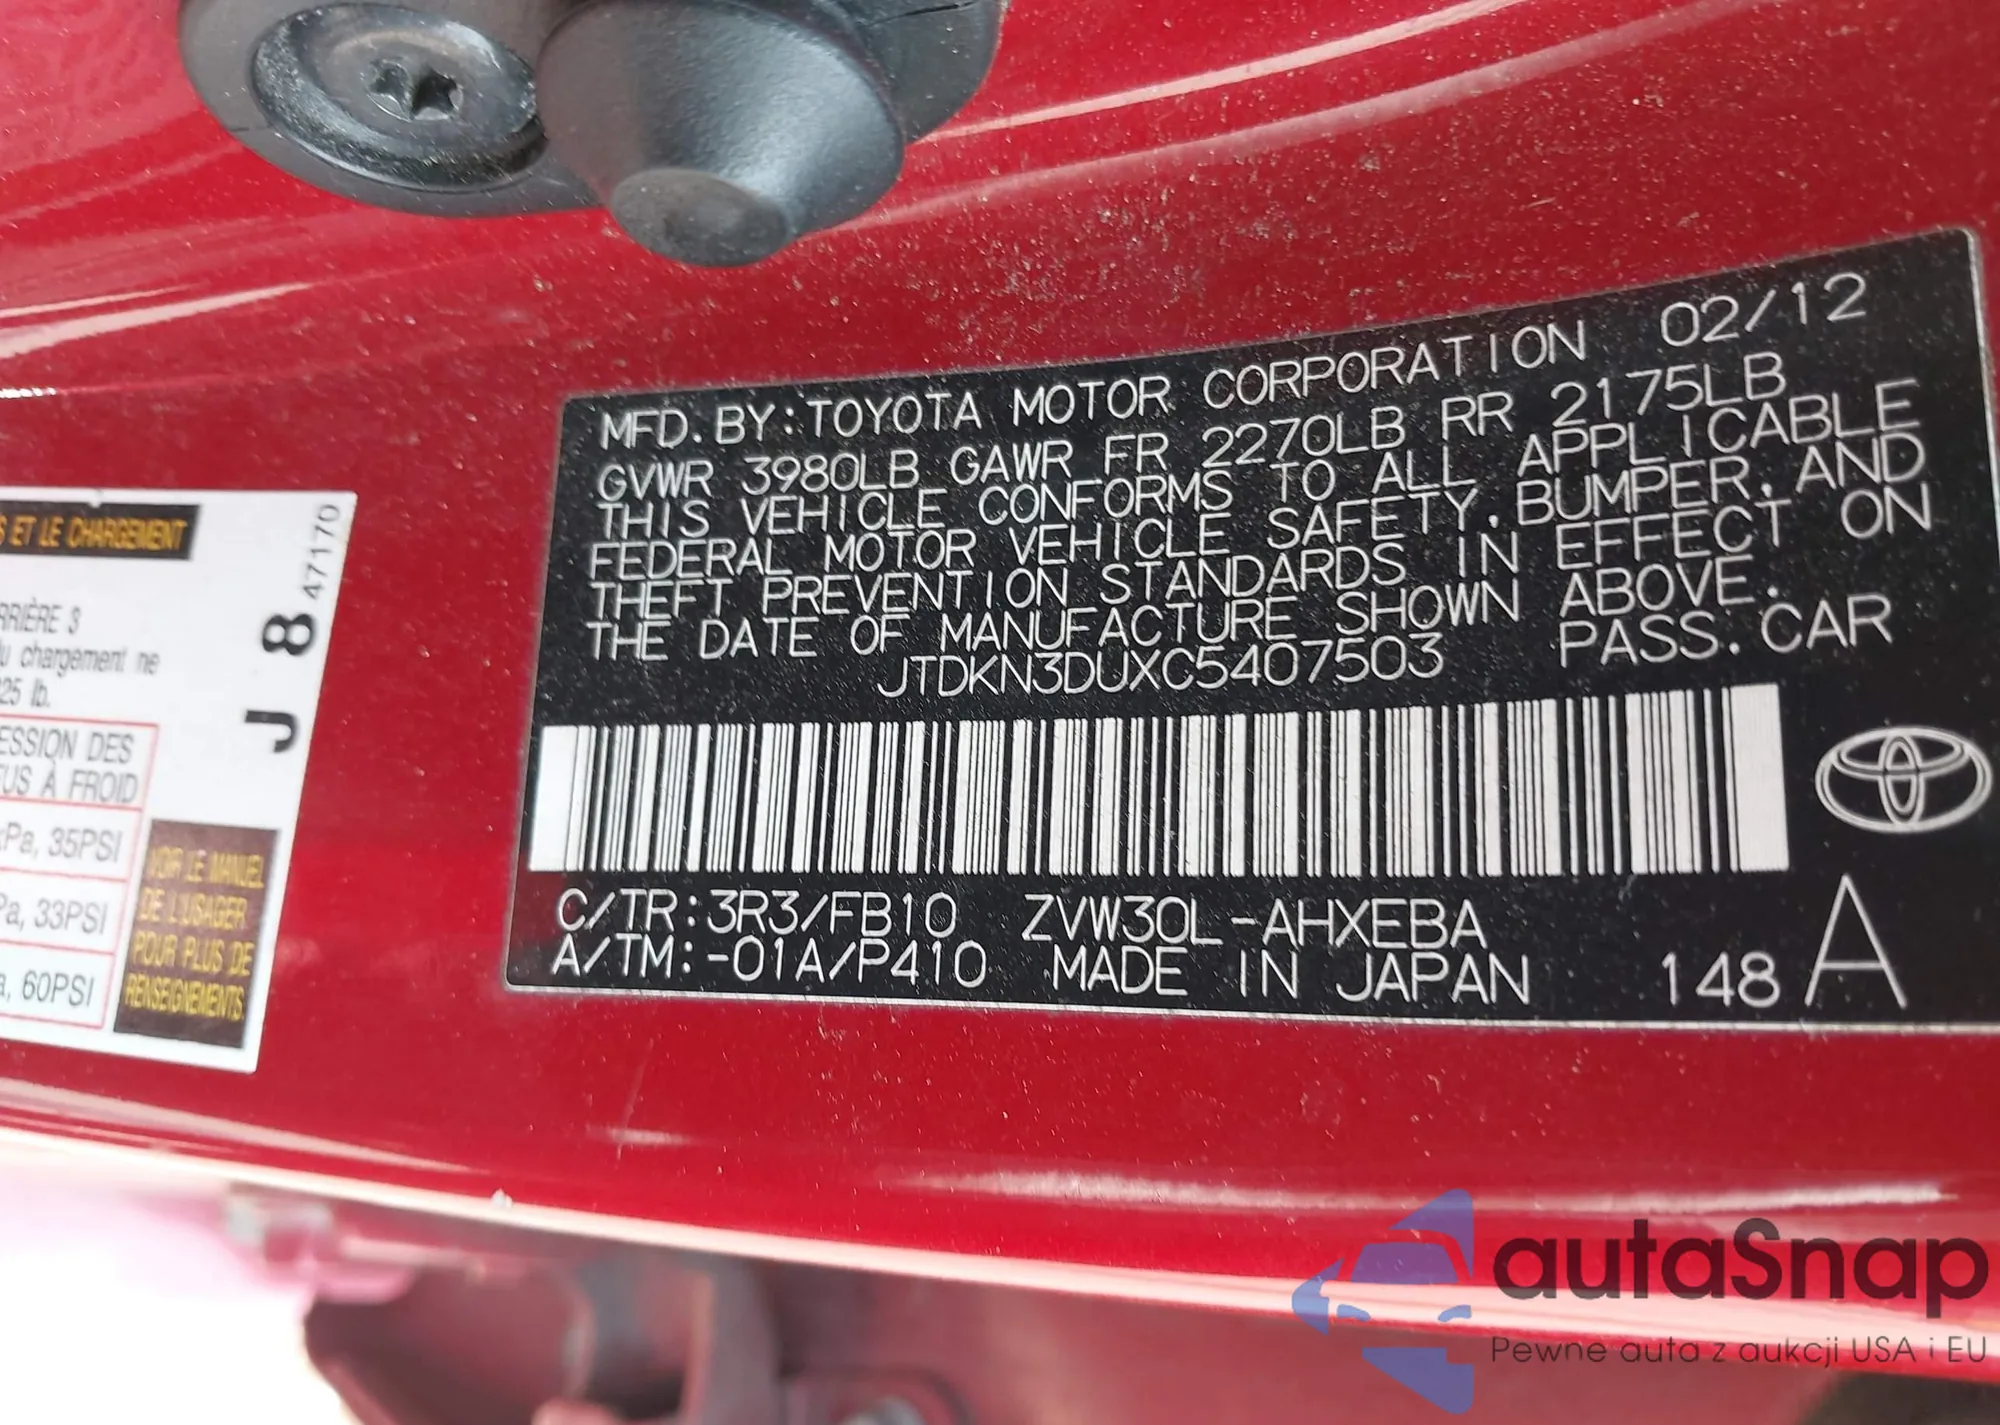 MFD. BY:TOYOTA MOTOR CORPORATION 02/12
GVWR 3980LB GAWR FR 2270LB RR 2175LB
THIS VEHICLE CONFORMS TO ALL APPLICABLE
FEDERAL MOTOR VEHICLE SAFETY, BUMPER, AND
THEFT PREVENTION STANDARDS IN EFFECT ON
THE DATE OF MANUFACTURE SHOWN ABOVE.
JTDKN3DUXC5407503 PASS. CAR
C/TR:3R3/FB10 ZVW30L-AHXEBA
A/TM:-01A/P410 MADE IN JAPAN 148 A
ET LE CHARGEMENT
J 8 47170
RRIÈRE 3
u chargement ne
25 lb.
ESSION DES
US À FROID
kPa, 35PSI
Pa, 33PSI
a, 60PSI
VOIR LE MANUEL
DE L'USAGER
POUR PLUS DE
RENSEIGNEMENTS.
autaSnap
Pewne auta z aukcji USA i EU